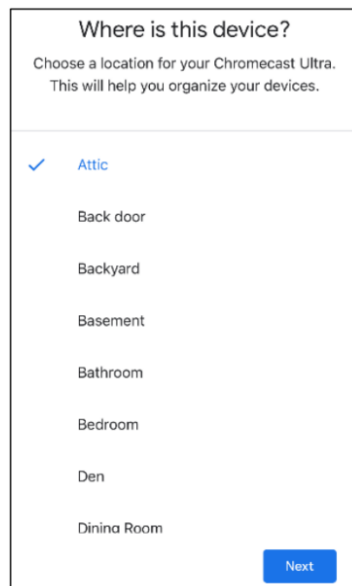 Where is this device?
Choose a location for your Chromecast Ultra.
This will help you organize your devices.
Attic
Back door
Backyard
Basement
Bathroom
Bedroom
Den
Dining Room
Next